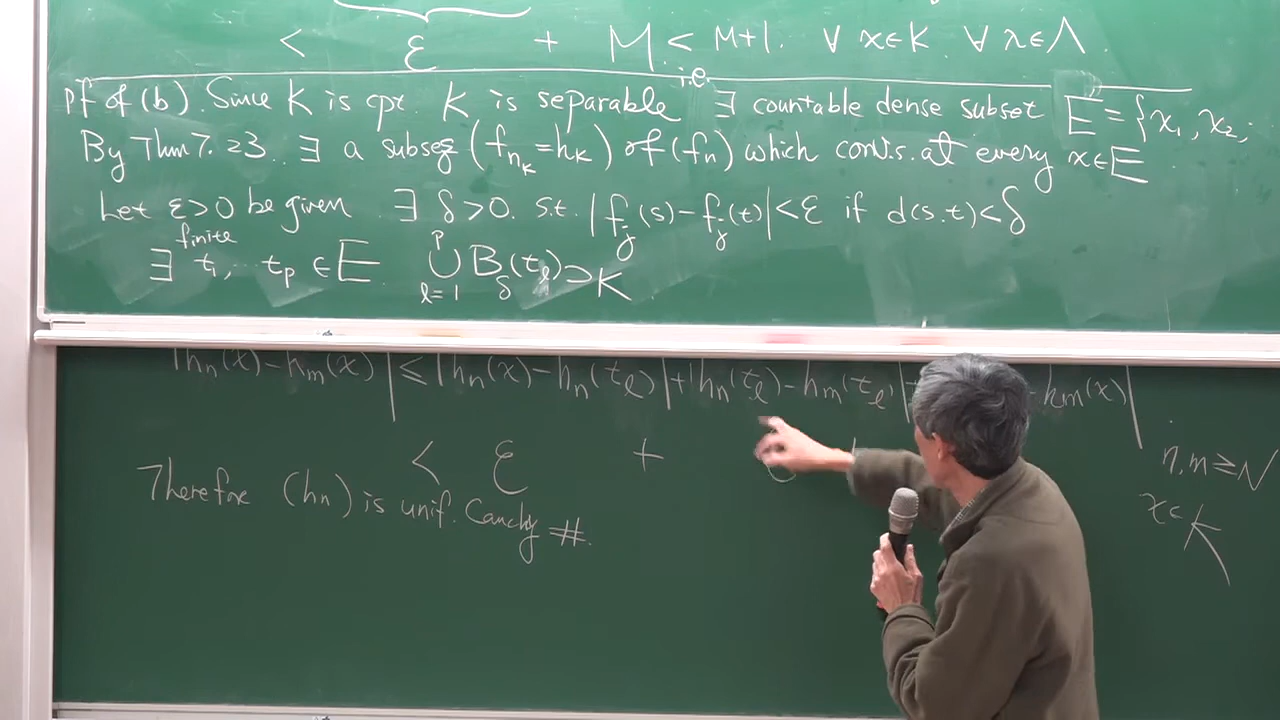 < ε + M < M+1. ∀ x∈K ∀ λ∈Λ.
pf of (b). Since K is cpt. K is separable i.e. ∃ countable dense subset E = {x₁, x₂,
By Thm 7.23. ∃ a subseq (f_{n_k} = h_k) of (f_n) which conv.s. at every x∈E.
Let ε>0 be given. ∃ δ>0. s.t. |f_j(s) − f_j(t)| < ε if d(s.t) < δ
∃ finite t₁, ... t_p ∈ E. ⋃_{l=1}^{p} B_δ(t_l) ⊃ K
|h_n(x) − h_m(x)| ≤ |h_n(x) − h_n(t_l)| + |h_n(t_l) − h_m(t_l)| − h_m(x)|
< ε + n,m ≥ N
Therefore (h_n) is unif. Cauchy #. x∈K